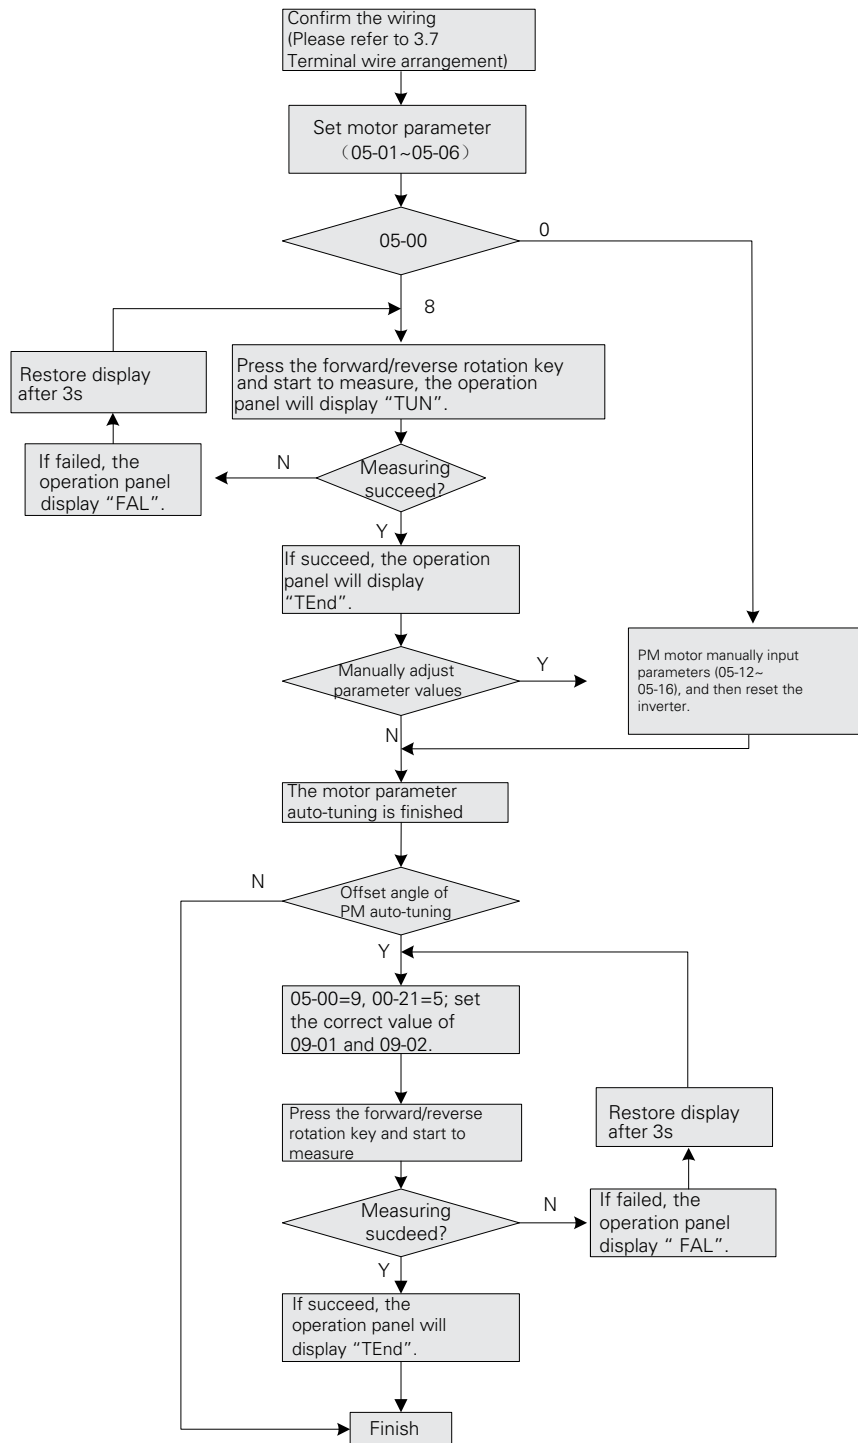 Confirm the wiring
(Please refer to 3.7
Terminal wire arrangement)
Set motor parameter
（05-01~05-06）
05-00
0
8
Restore display
after 3s
Press the forward/reverse rotation key
and start to measure, the operation
panel will display “TUN”.
If failed, the
operation panel
display “FAL”.
N
Measuring
succeed?
Y
If succeed, the operation
panel will display
“TEnd”.
Manually adjust
parameter values
Y
PM motor manually input
parameters (05-12~
05-16), and then reset the
inverter.
N
The motor parameter
auto-tuning is finished
N
Offset angle of
PM auto-tuning
Y
05-00=9, 00-21=5; set
the correct value of
09-01 and 09-02.
Press the forward/reverse
rotation key and start to
measure
Restore display
after 3s
Measuring
sucdeed?
N
If failed, the
operation panel
display “ FAL”.
Y
If succeed, the
operation panel will
display “TEnd”.
Finish